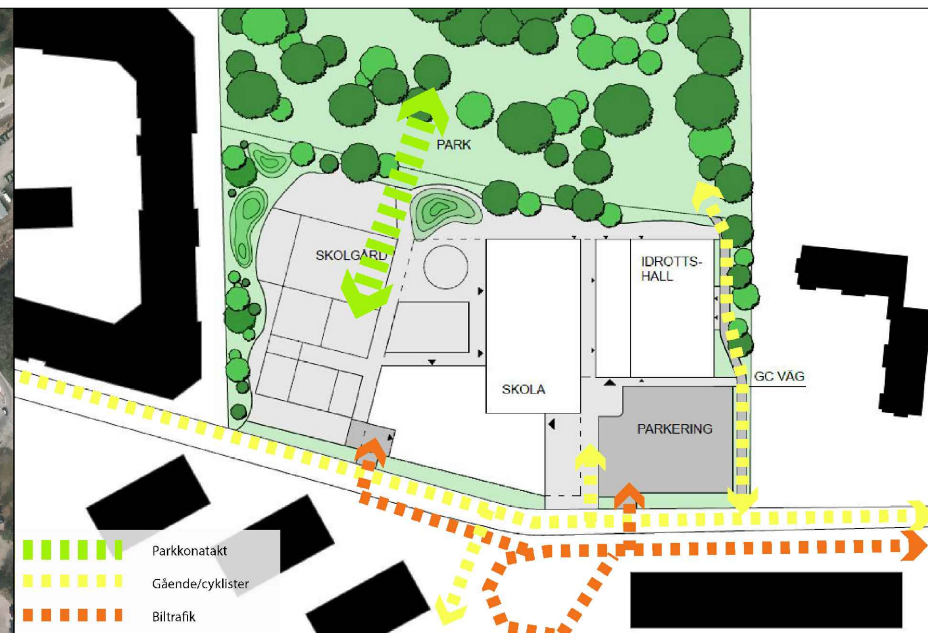 PARK
SKOLGÅRD
IDROTTS-
HALL
GC VÄG
SKOLA
PARKERING
Parkkonatakt
Gående/cyklister
Biltrafik